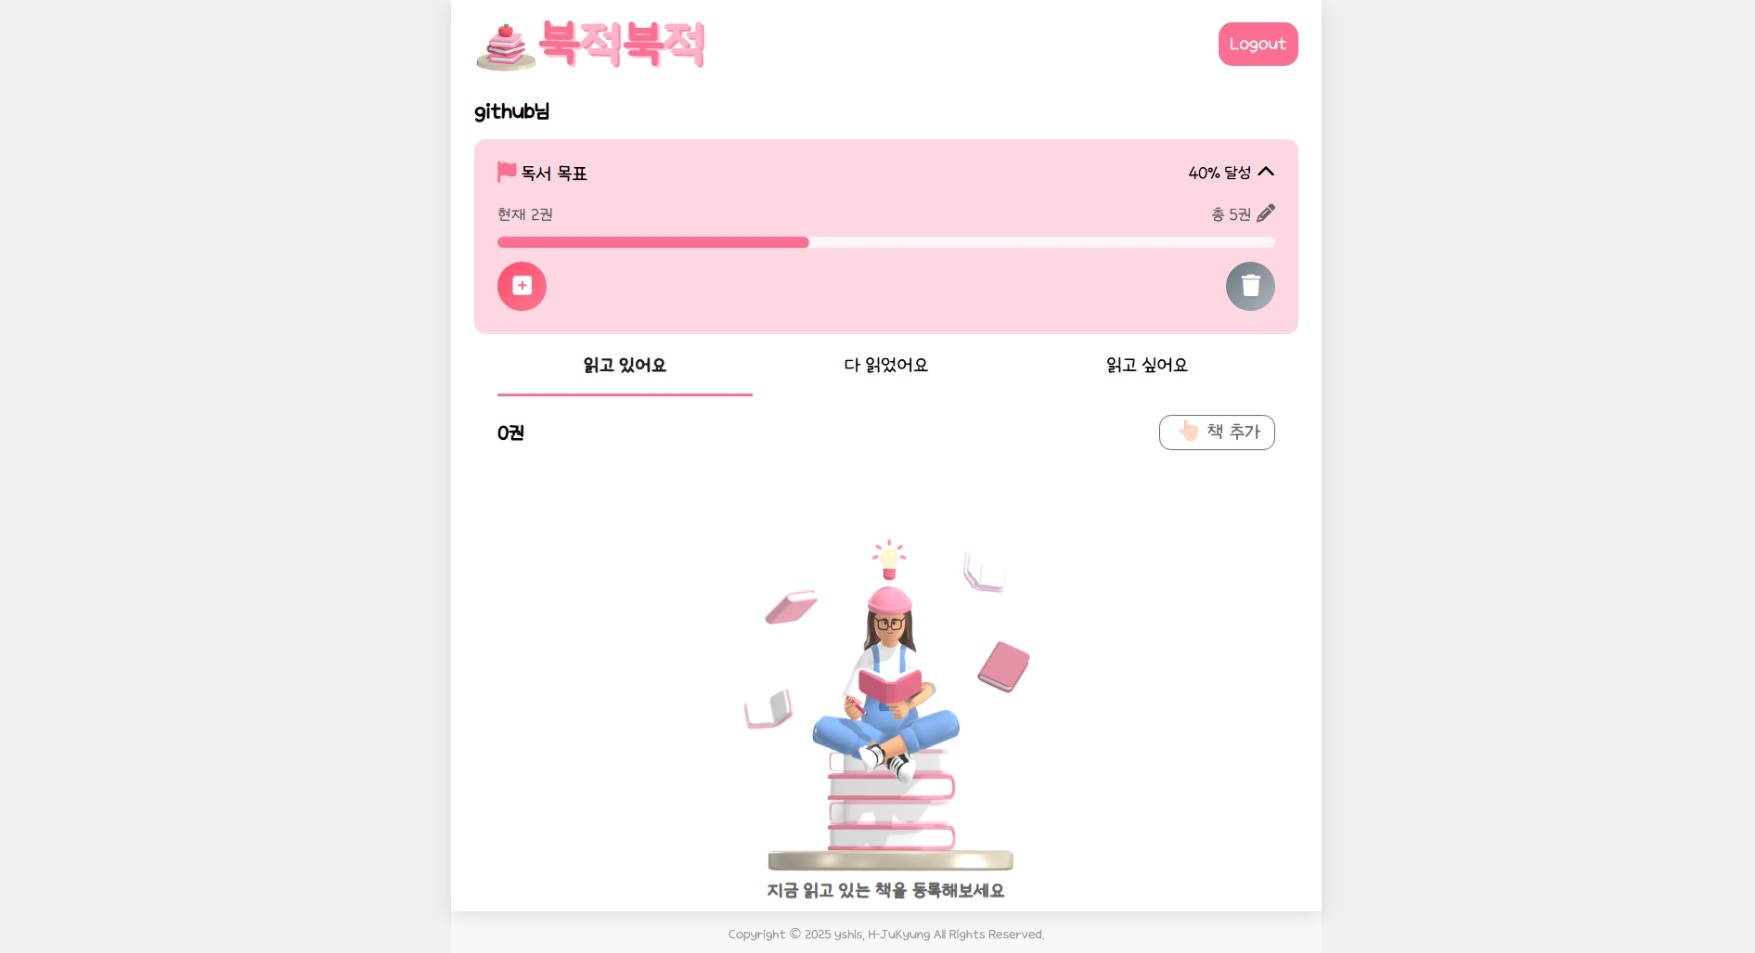 북적북적
Logout
github님
독서 목표
40% 달성
현재 2권
총 5권
읽고 있어요
다 읽었어요
읽고 싶어요
0권
책 추가
지금 읽고 있는 책을 등록해보세요
Copyright © 2025 yshls, H-JuKyung All Rights Reserved.